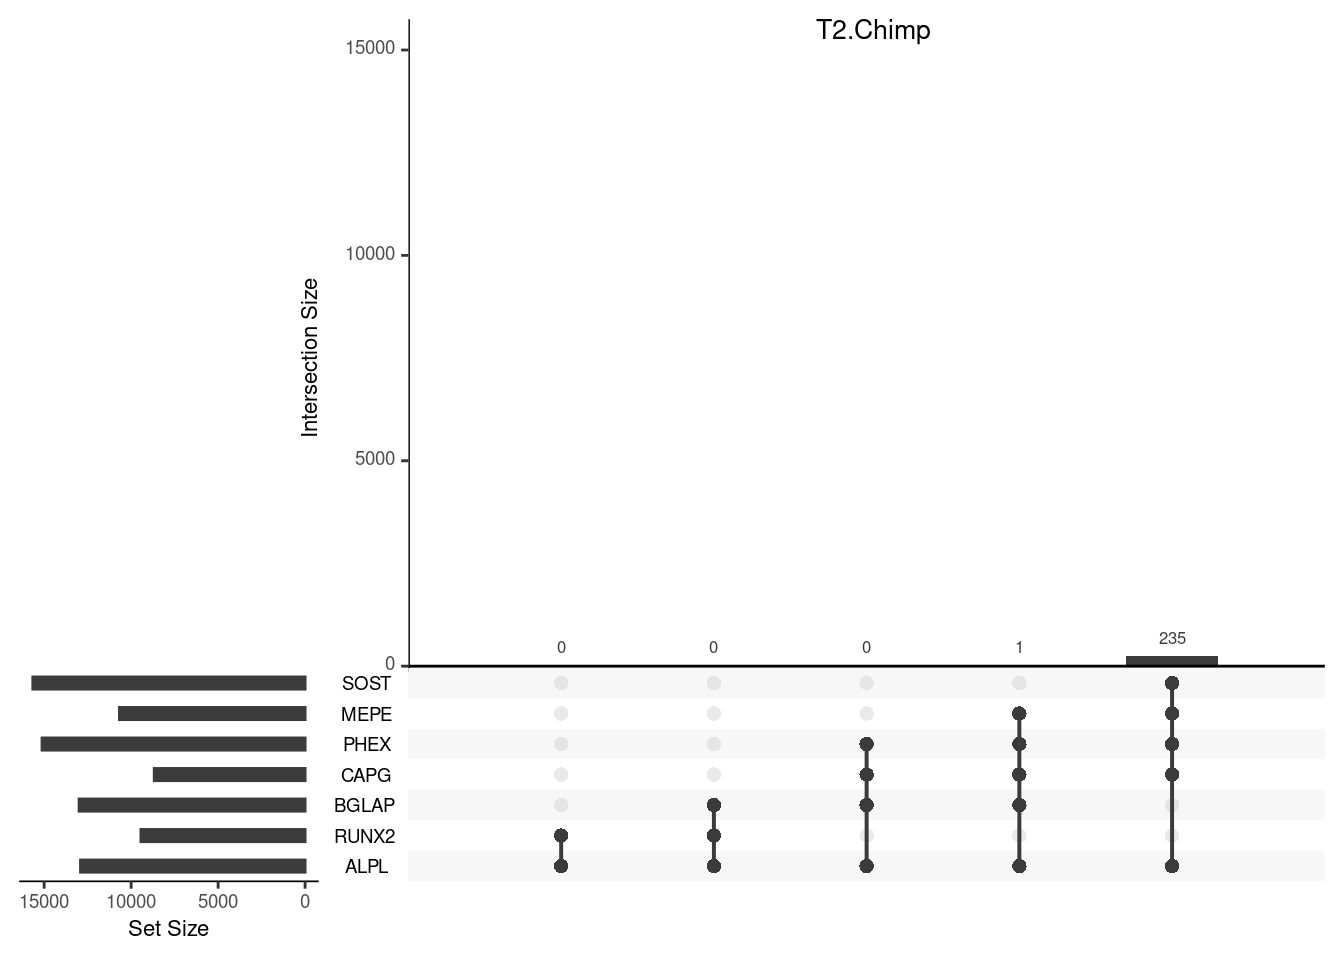 T2.Chimp
15000
10000
5000
0
Intersection Size
0
0
0
1
235
SOST
MEPE
PHEX
CAPG
BGLAP
RUNX2
ALPL
15000 10000 5000 0
Set Size